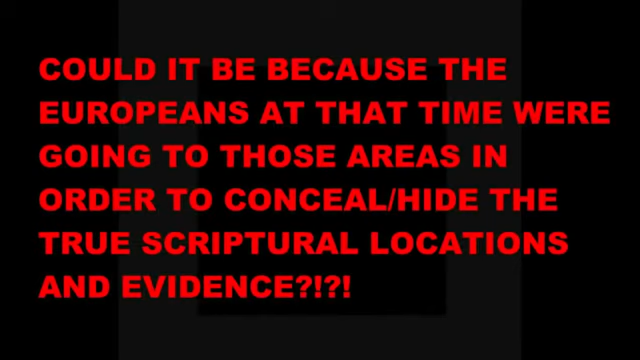 COULD IT BE BECAUSE THE
EUROPEANS AT THAT TIME WERE
GOING TO THOSE AREAS IN
ORDER TO CONCEAL/HIDE THE
TRUE SCRIPTURAL LOCATIONS
AND EVIDENCE?!?!